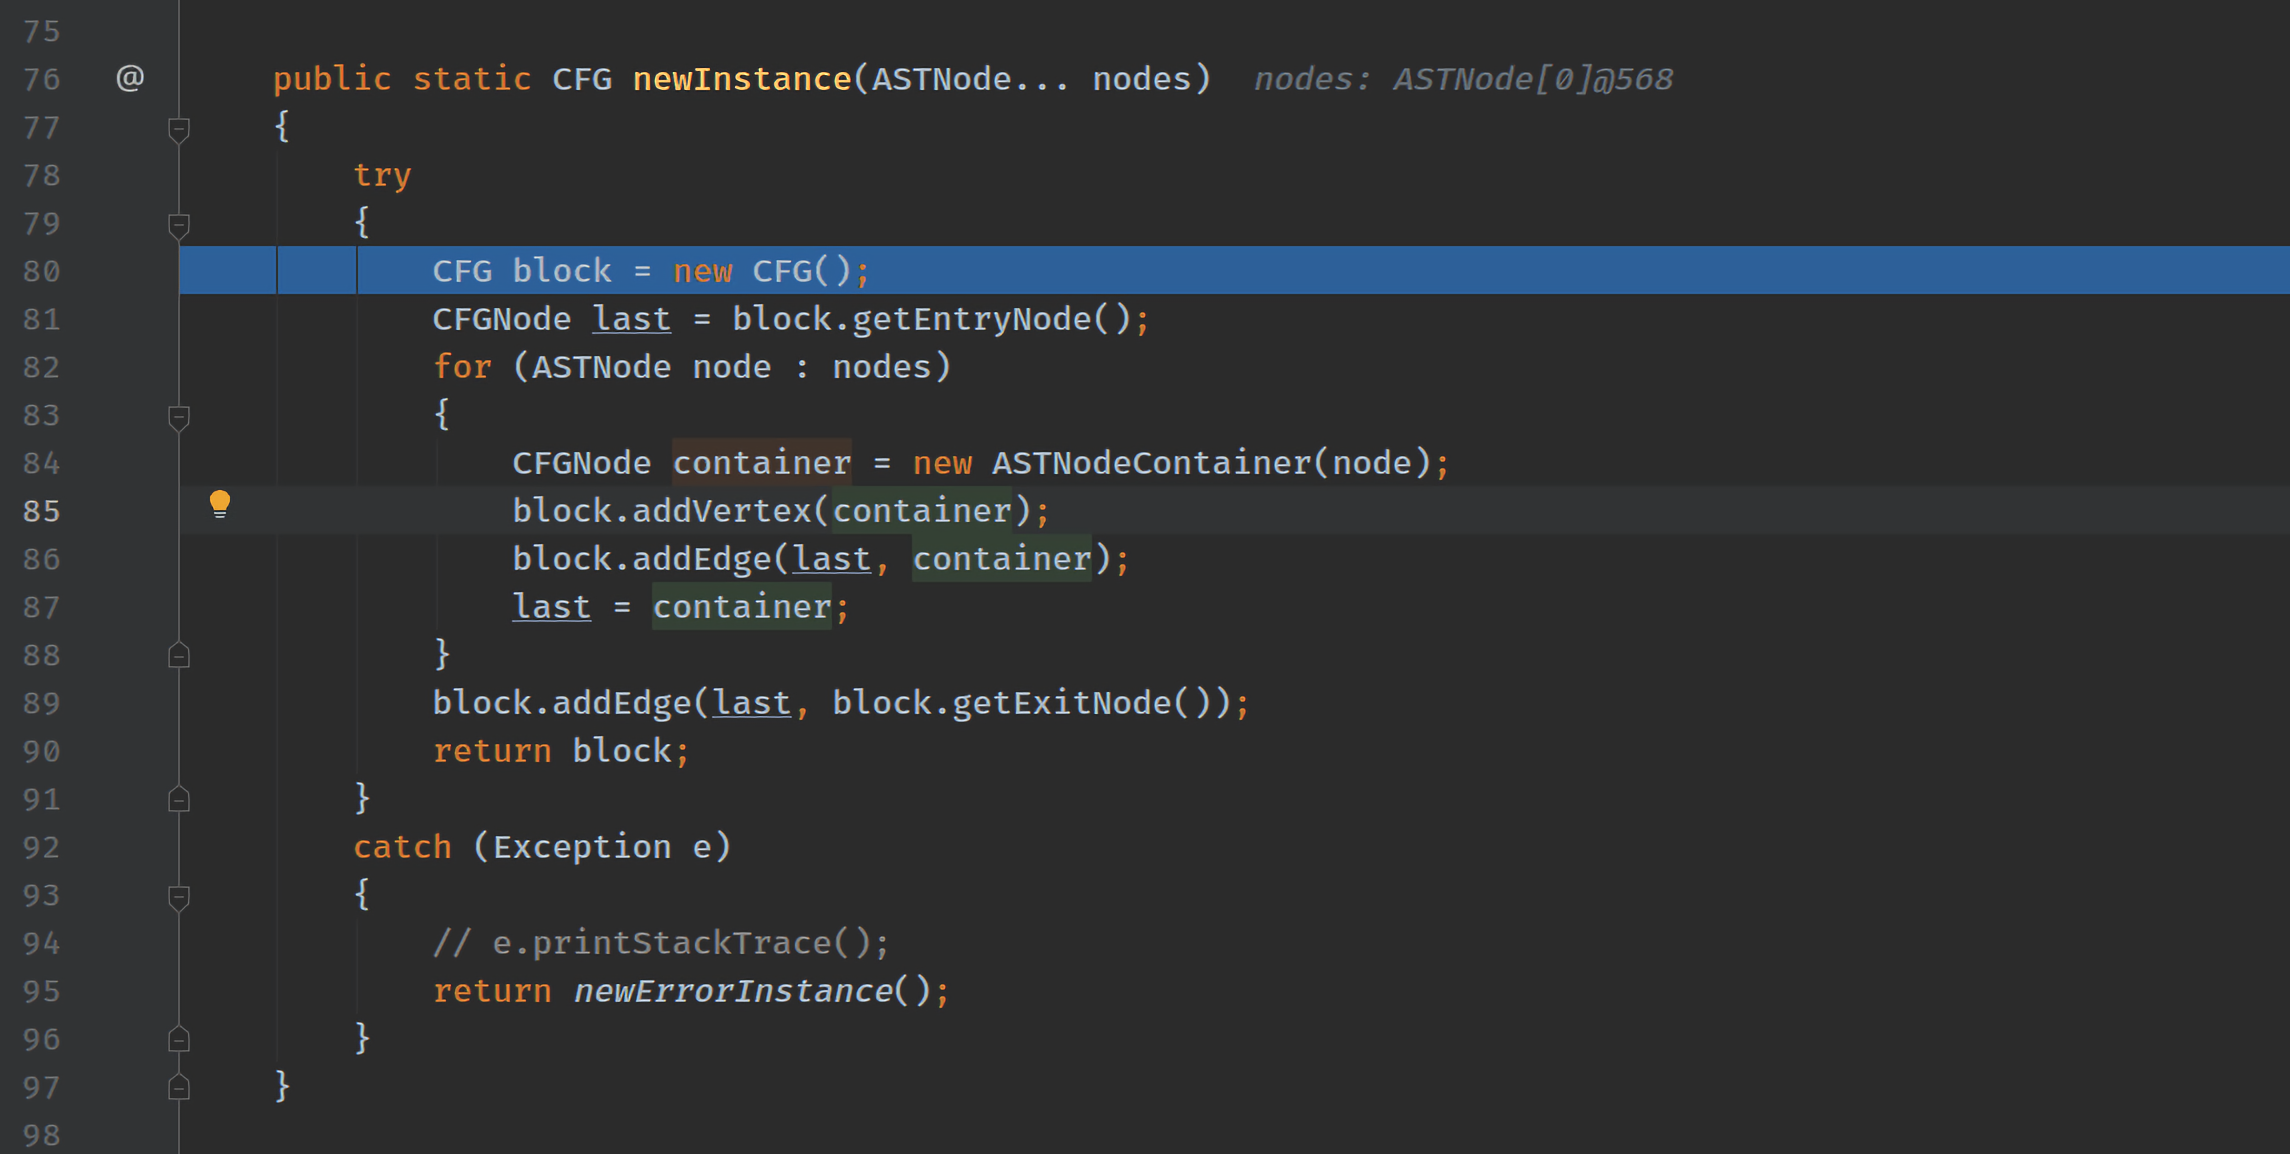 75
76 @ public static CFG newInstance(ASTNode... nodes) nodes: ASTNode[0]@568
77 {
78 try
79 {
80 CFG block = new CFG();
81 CFGNode last = block.getEntryNode();
82 for (ASTNode node : nodes)
83 {
84 CFGNode container = new ASTNodeContainer(node);
85 block.addVertex(container);
86 block.addEdge(last, container);
87 last = container;
88 }
89 block.addEdge(last, block.getExitNode());
90 return block;
91 }
92 catch (Exception e)
93 {
94 // e.printStackTrace();
95 return newErrorInstance();
96 }
97 }
98